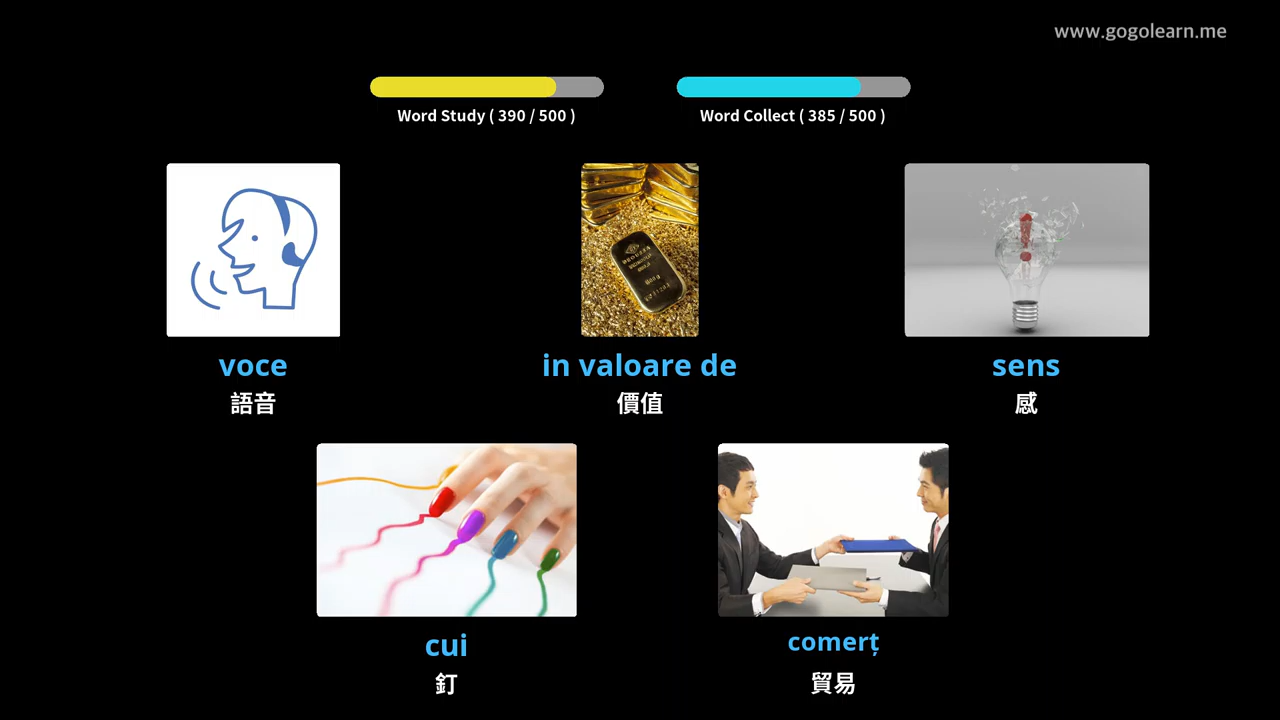 www.gogolearn.me
Word Study ( 390 / 500 )
Word Collect ( 385 / 500 )
voce
語音
in valoare de
價值
sens
感
cui
釘
comerț
貿易